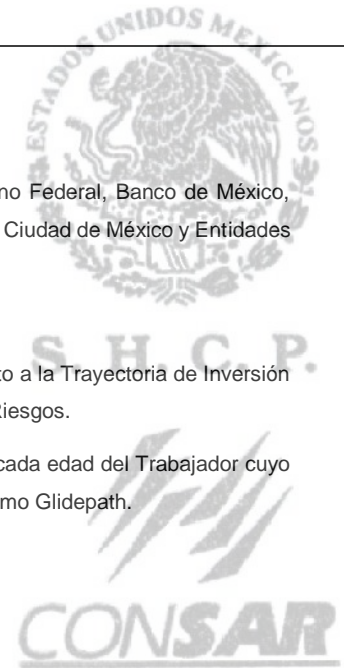 ESTADOS UNIDOS MEXICANOS
no Federal, Banco de México,
Ciudad de México y Entidades
S. H. C. P.
to a la Trayectoria de Inversión
Riesgos.
cada edad del Trabajador cuyo
mo Glidepath.
CONSAR